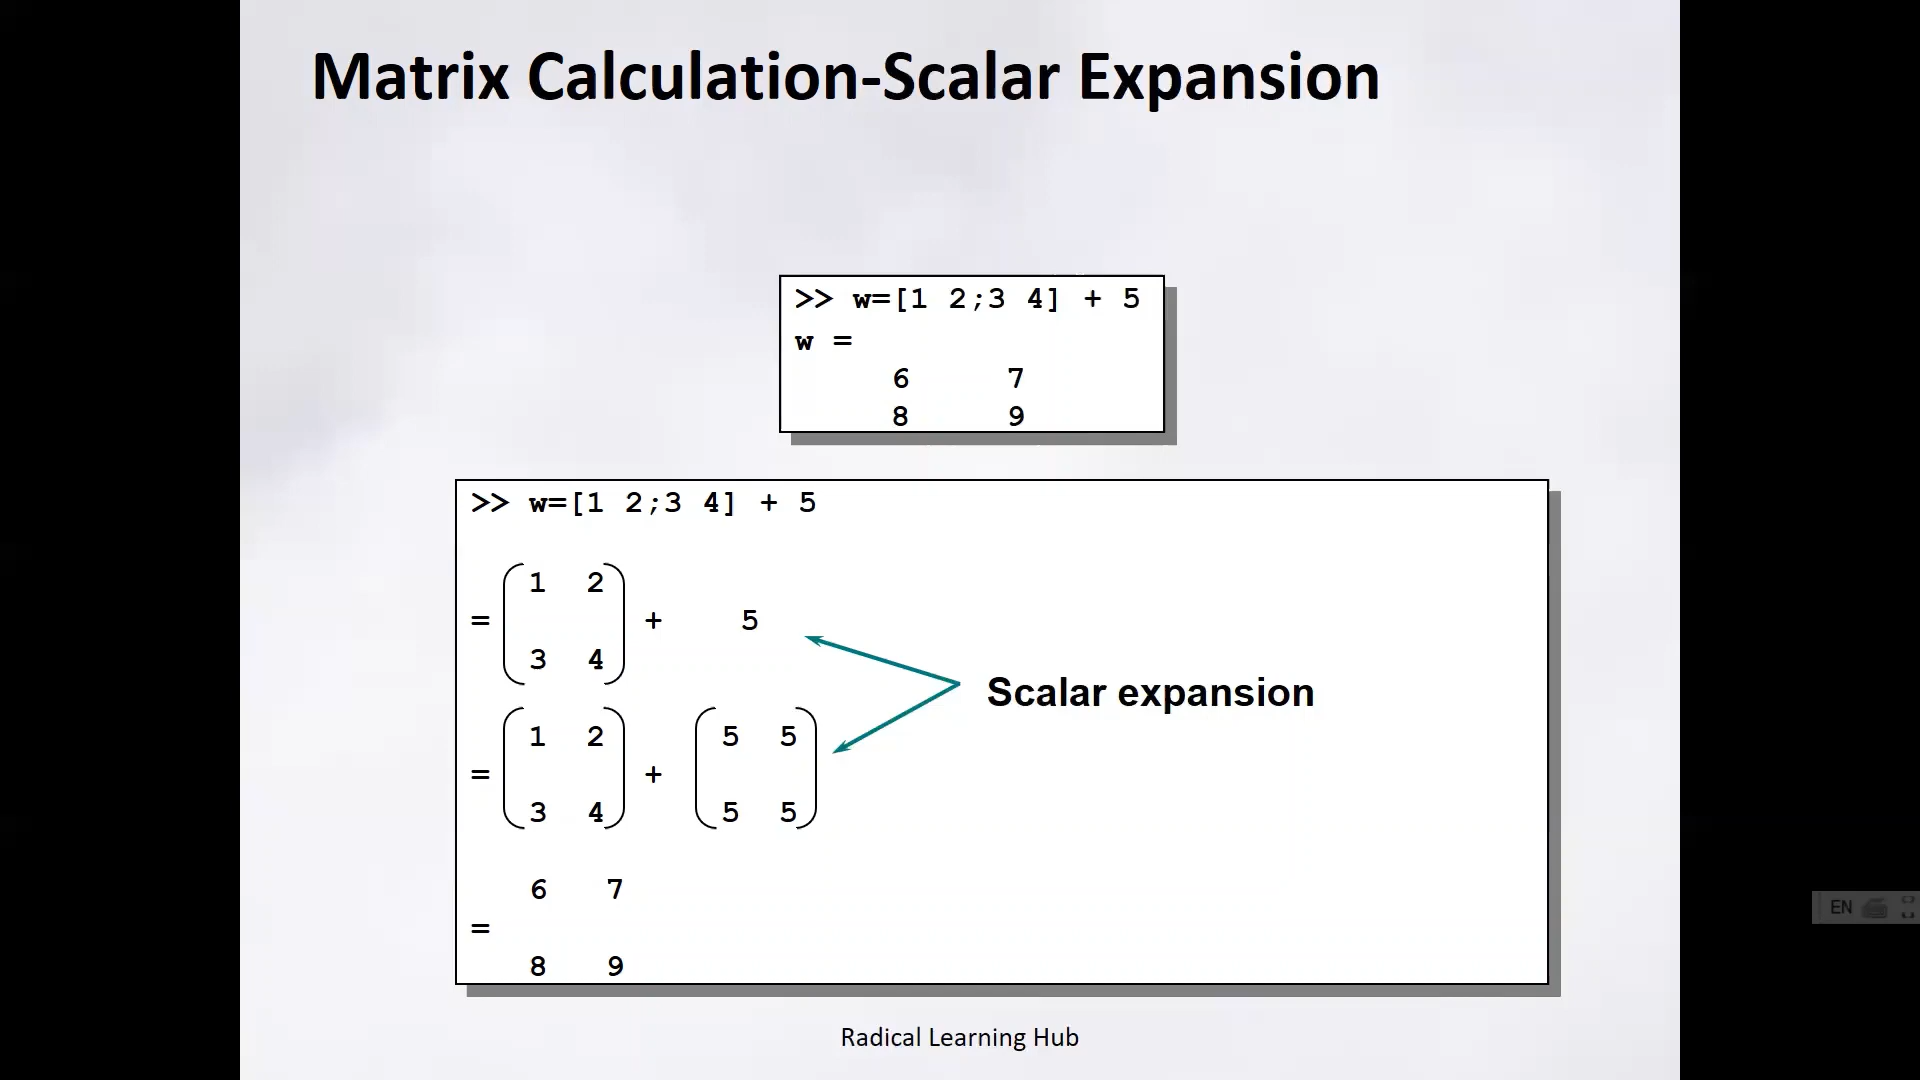 Matrix Calculation-Scalar Expansion
>> w=[1 2;3 4] + 5
w =
6 7
8 9
>> w=[1 2;3 4] + 5
1 2
= + 5
3 4
Scalar expansion
1 2 5 5
= +
3 4 5 5
6 7
=
8 9
EN
Radical Learning Hub